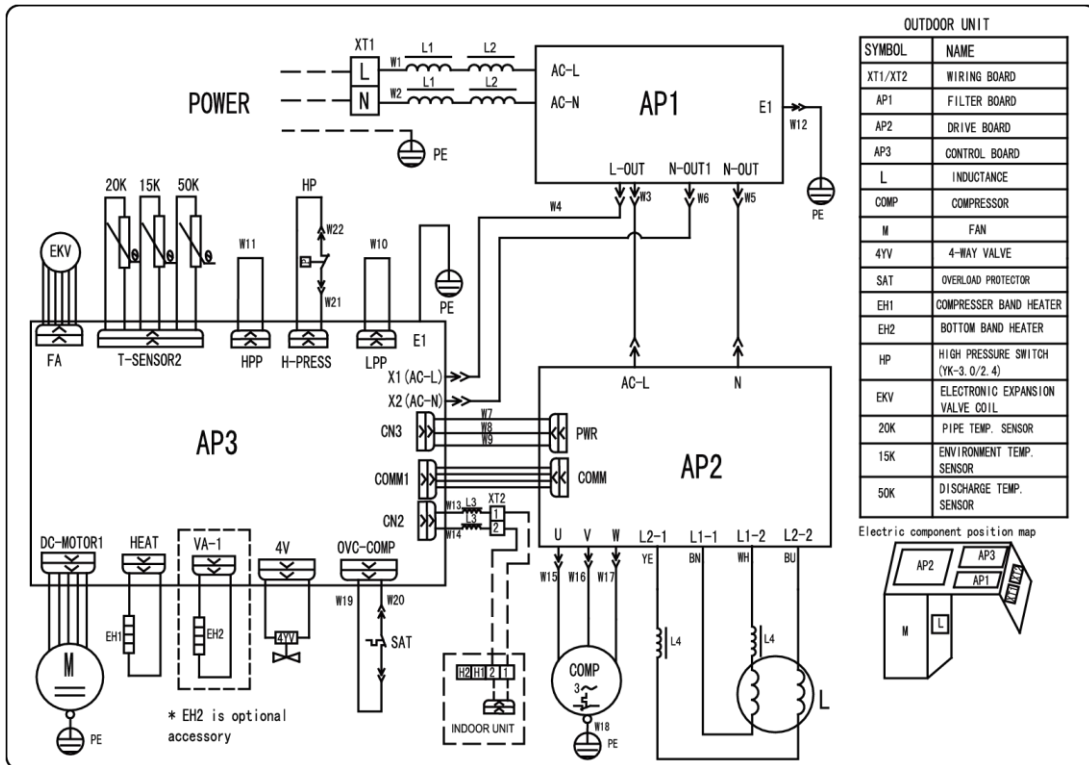 OUTDOOR UNIT
SYMBOL NAME
XT1/XT2 WIRING BOARD
AP1 FILTER BOARD
AP2 DRIVE BOARD
AP3 CONTROL BOARD
L INDUCTANCE
COMP COMPRESSOR
M FAN
4YV 4-WAY VALVE
SAT OVERLOAD PROTECTOR
EH1 COMPRESSER BAND HEATER
EH2 BOTTOM BAND HEATER
HP HIGH PRESSURE SWITCH
(YK-3.0/2.4)
EKV ELECTRONIC EXPANSION
VALVE COIL
20K PIPE TEMP. SENSOR
15K ENVIRONMENT TEMP.
SENSOR
50K DISCHARGE TEMP.
SENSOR
Electric component position map
AP2 AP3
AP1
M L
XT1
L
N
POWER
PE
W1 L1 L2
W2 L1 L2
AC-L
AC-N
AP1
E1
W12
PE
L-OUT N-OUT1 N-OUT
W4 W3 W6 W5
20K 15K 50K
HP
EKV
W11
W22
W21
W10
PE
FA T-SENSOR2 HPP H-PRESS LPP E1
X1(AC-L)
X2(AC-N)
AP3
CN3
W7
W8
W9
PWR
COMM1
COMM
CN2
W13 L3 XT2
1
W14 L3
2
AC-L N
AP2
U V W L2-1 L1-1 L1-2 L2-2
YE BN WH BU
W15 W16 W17
L4 L4
COMP
3~
W18
PE
L
DC-MOTOR1 HEAT VA-1 4V OVC-COMP
W19 W20
EH1 EH2 4YV SAT
M
PE
* EH2 is optional
accessory
H2 H1 2 1
INDOOR UNIT